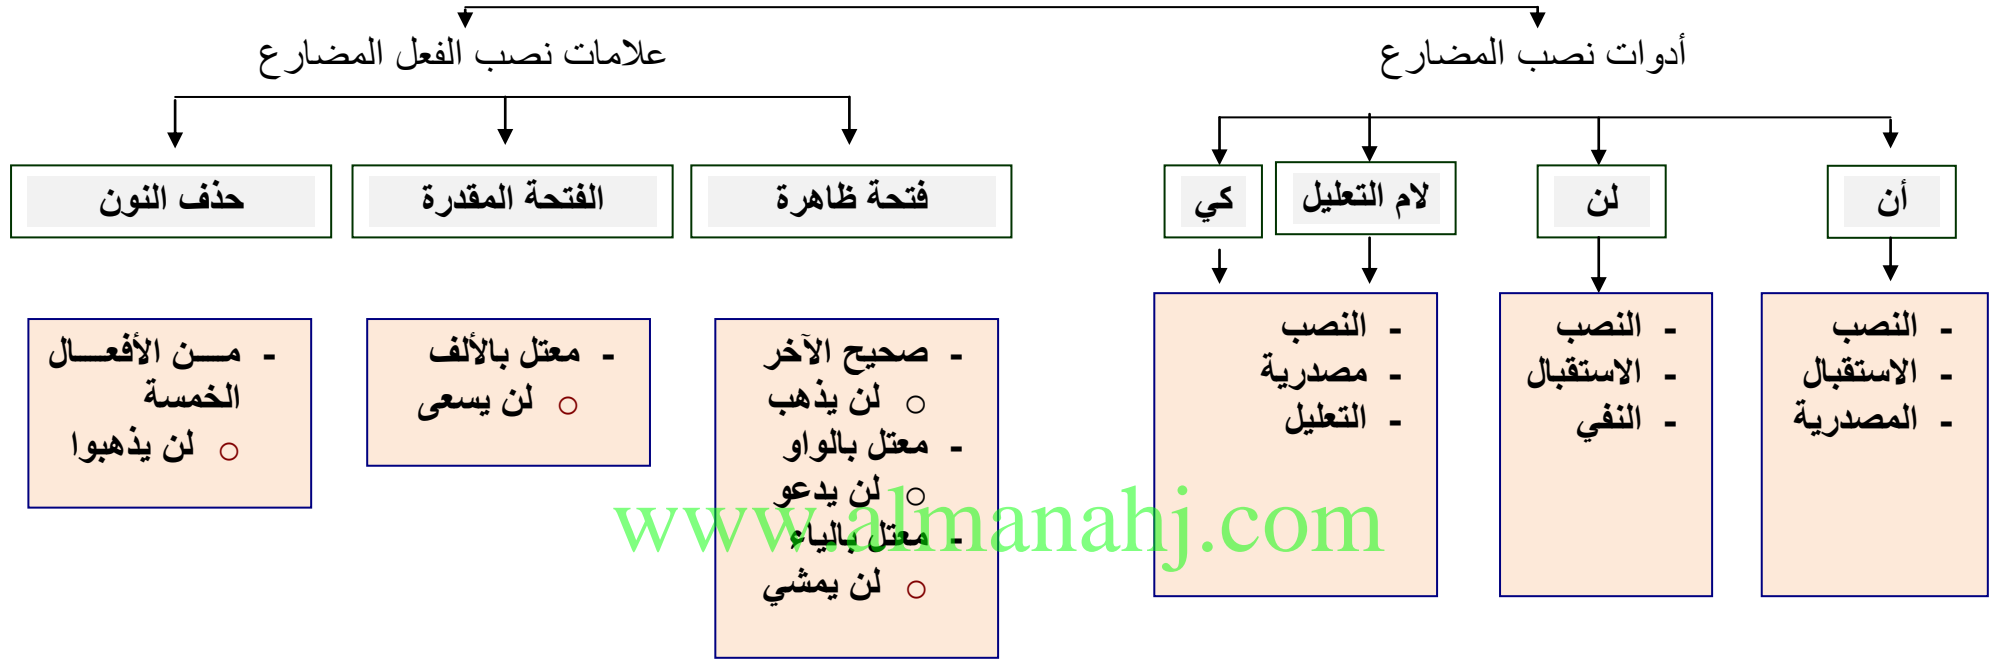 أدوات نصب المضارع
علامات نصب الفعل المضارع
أن
لن
لام التعليل
كي
فتحة ظاهرة
الفتحة المقدرة
حذف النون
- النصب
- الاستقبال
- المصدرية
- النصب
- الاستقبال
- النفي
- النصب
- مصدرية
- التعليل
- صحيح الآخر
○ لن يذهب
- معتل بالواو
○ لن يدعو
- معتل بالياء
○ لن يمشي
- معتل بالألف
○ لن يسعى
- مـــن الأفعـــال
الخمسة
○ لن يذهبوا
www.almanahj.com